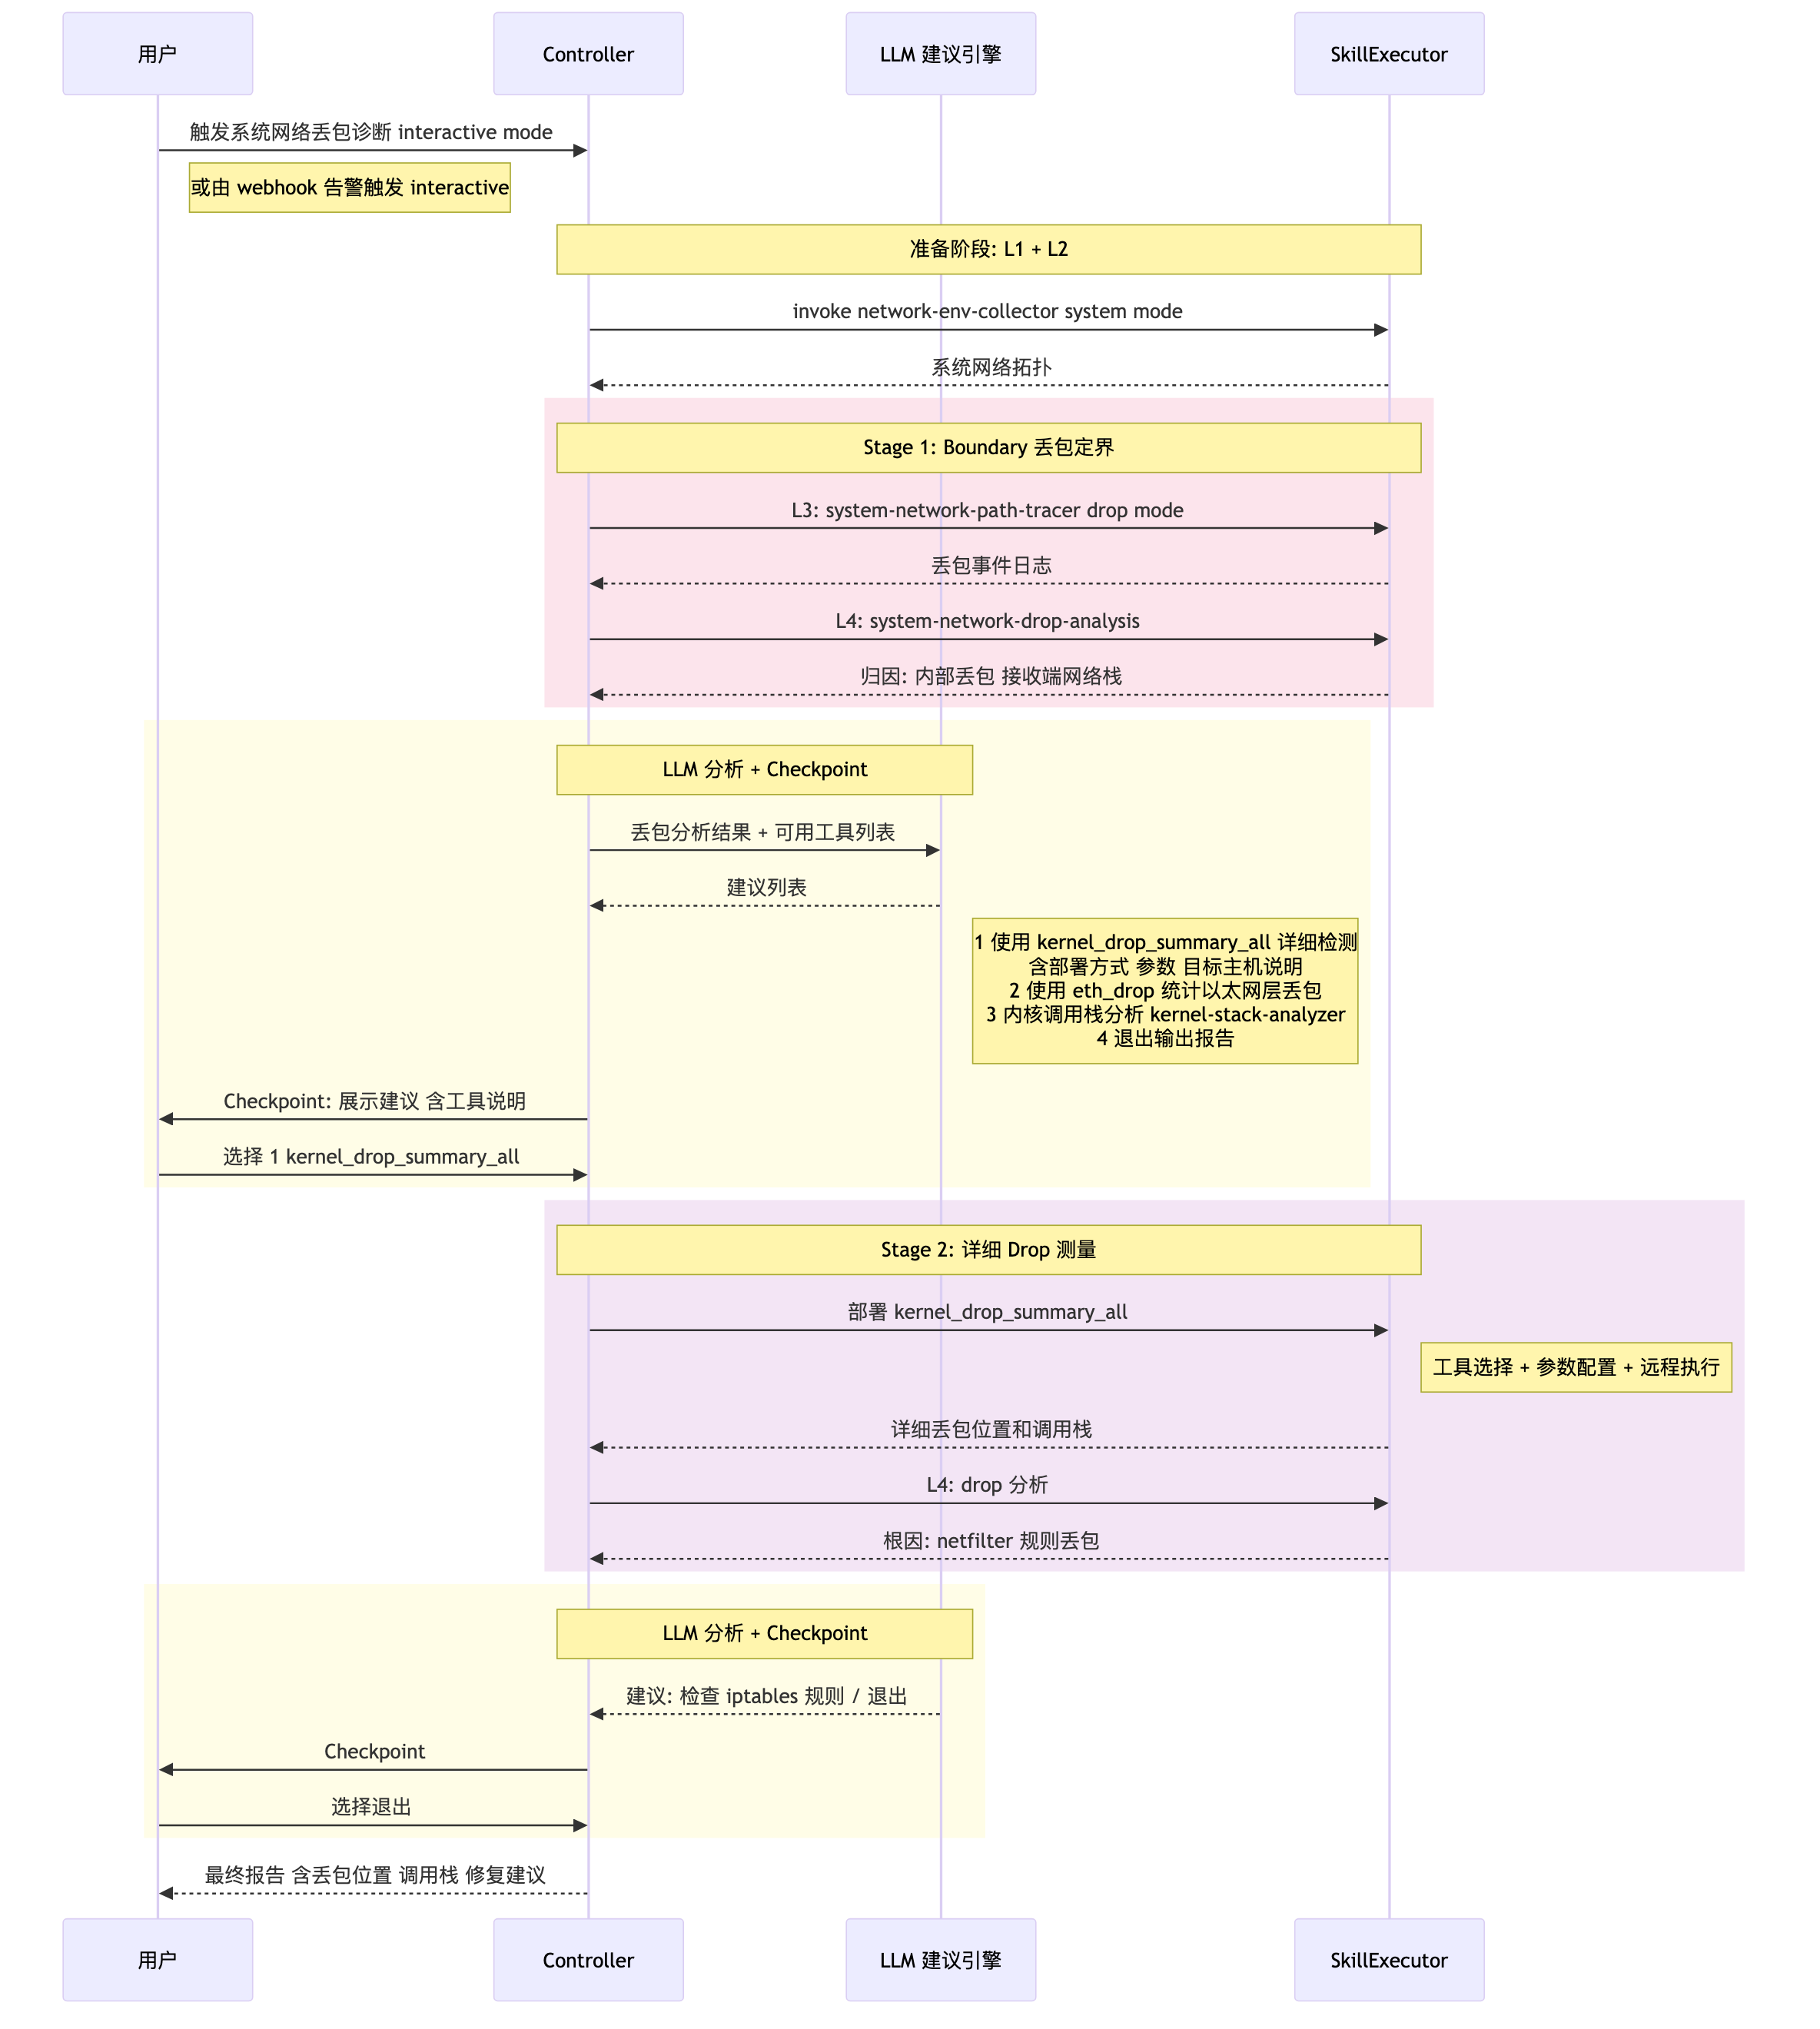 用户
Controller
LLM 建议引擎
SkillExecutor
触发系统网络丢包诊断 interactive mode
或由 webhook 告警触发 interactive
准备阶段: L1 + L2
invoke network-env-collector system mode
系统网络拓扑
Stage 1: Boundary 丢包定界
L3: system-network-path-tracer drop mode
丢包事件日志
L4: system-network-drop-analysis
归因: 内部丢包 接收端网络栈
LLM 分析 + Checkpoint
丢包分析结果 + 可用工具列表
建议列表
1 使用 kernel_drop_summary_all 详细检测
含部署方式 参数 目标主机说明
2 使用 eth_drop 统计以太网层丢包
3 内核调用栈分析 kernel-stack-analyzer
4 退出输出报告
Checkpoint: 展示建议 含工具说明
选择 1 kernel_drop_summary_all
Stage 2: 详细 Drop 测量
部署 kernel_drop_summary_all
工具选择 + 参数配置 + 远程执行
详细丢包位置和调用栈
L4: drop 分析
根因: netfilter 规则丢包
LLM 分析 + Checkpoint
建议: 检查 iptables 规则 / 退出
Checkpoint
选择退出
最终报告 含丢包位置 调用栈 修复建议
用户
Controller
LLM 建议引擎
SkillExecutor